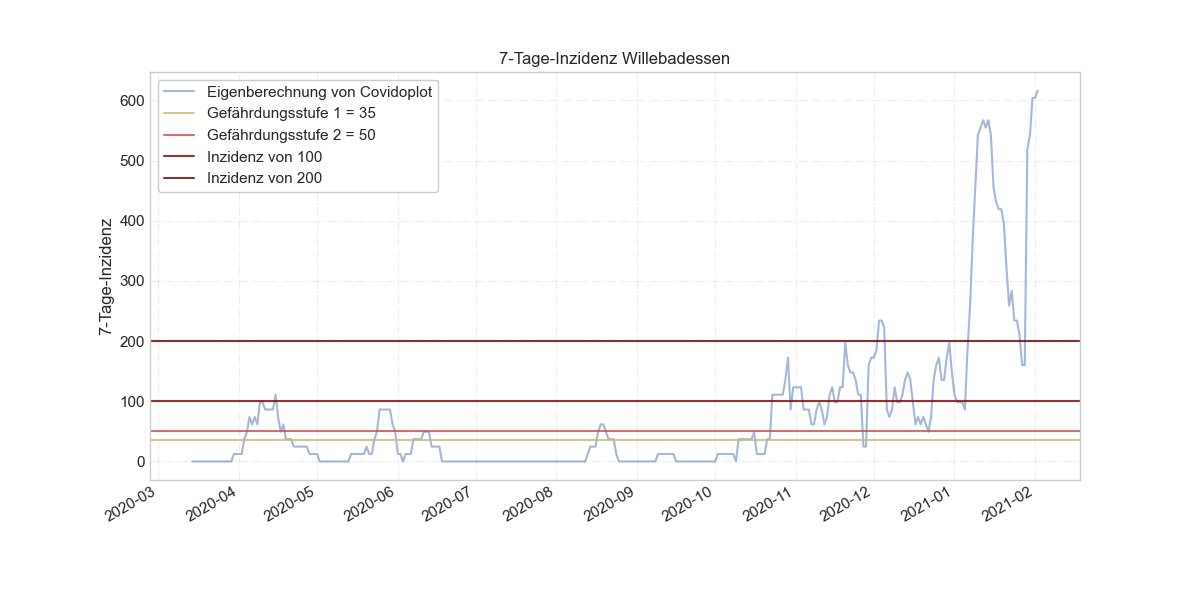 7-Tage-Inzidenz Willebadessen
Eigenberechnung von Covidoplot
Gefährdungsstufe 1 = 35
Gefährdungsstufe 2 = 50
Inzidenz von 100
Inzidenz von 200
7-Tage-Inzidenz
600
500
400
300
200
100
0
2020-03
2020-04
2020-05
2020-06
2020-07
2020-08
2020-09
2020-10
2020-11
2020-12
2021-01
2021-02